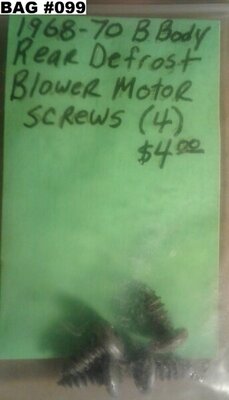 BAG #099
1968-70 B Body
Rear Defrost
Blower Motor
SCREWS (4)
$4.00